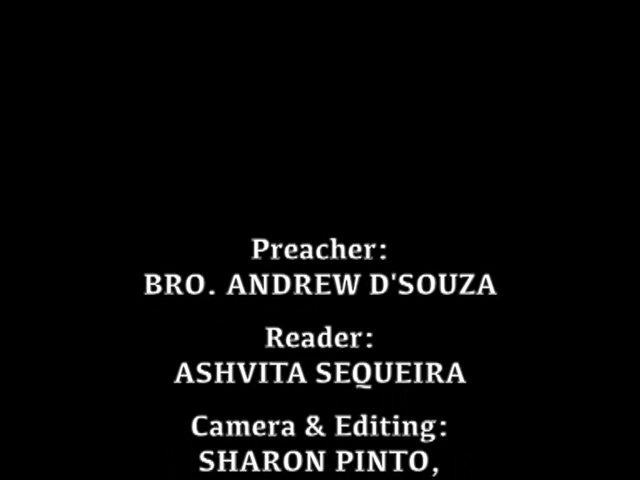 Preacher:
BRO. ANDREW D'SOUZA
Reader:
ASHVITA SEQUEIRA
Camera & Editing:
SHARON PINTO,